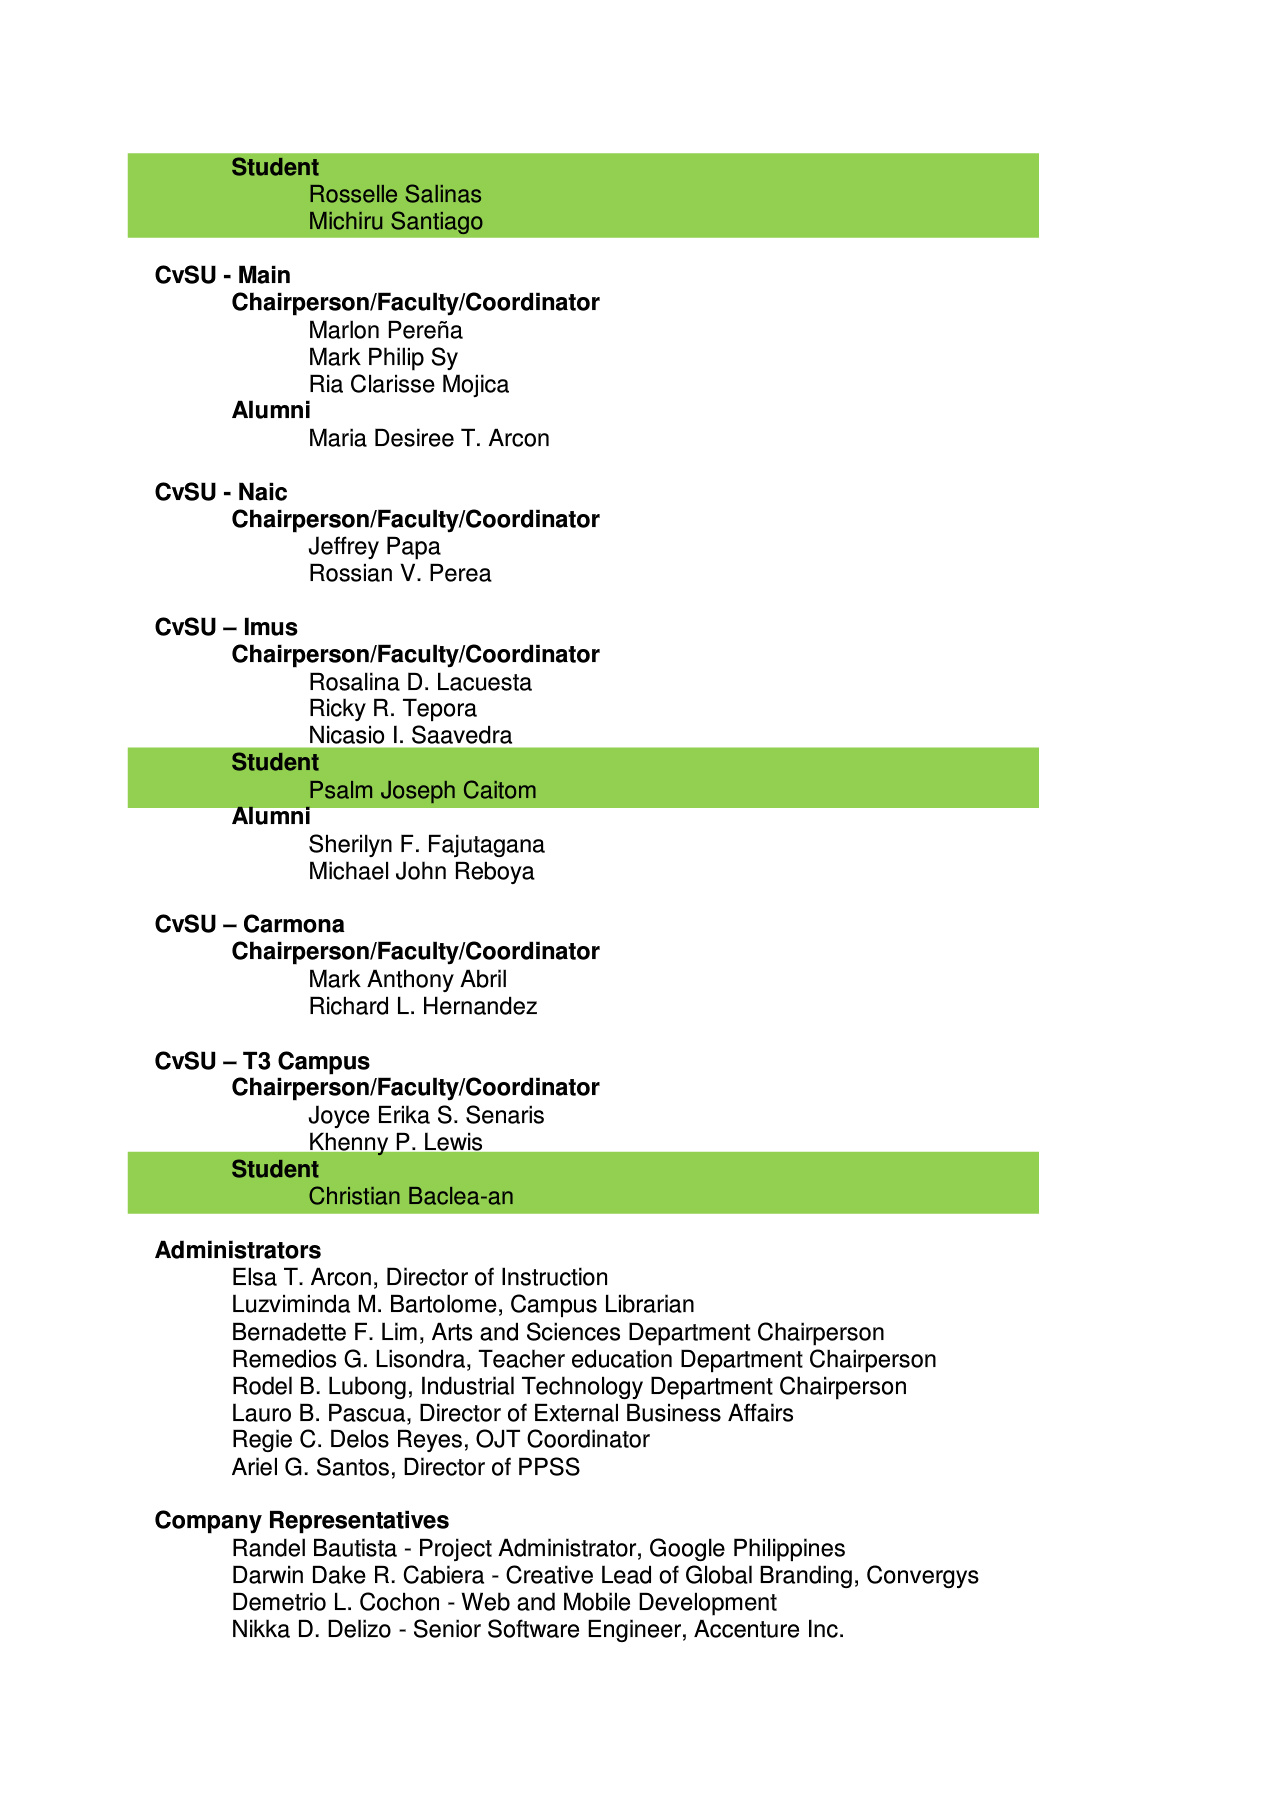 Student
Rosselle Salinas
Michiru Santiago
CvSU - Main
Chairperson/Faculty/Coordinator
Marlon Pereña
Mark Philip Sy
Ria Clarisse Mojica
Alumni
Maria Desiree T. Arcon
CvSU - Naic
Chairperson/Faculty/Coordinator
Jeffrey Papa
Rossian V. Perea
CvSU – Imus
Chairperson/Faculty/Coordinator
Rosalina D. Lacuesta
Ricky R. Tepora
Nicasio I. Saavedra
Student
Psalm Joseph Caitom
Alumni
Sherilyn F. Fajutagana
Michael John Reboya
CvSU – Carmona
Chairperson/Faculty/Coordinator
Mark Anthony Abril
Richard L. Hernandez
CvSU – T3 Campus
Chairperson/Faculty/Coordinator
Joyce Erika S. Senaris
Khenny P. Lewis
Student
Christian Baclea-an
Administrators
Elsa T. Arcon, Director of Instruction
Luzviminda M. Bartolome, Campus Librarian
Bernadette F. Lim, Arts and Sciences Department Chairperson
Remedios G. Lisondra, Teacher education Department Chairperson
Rodel B. Lubong, Industrial Technology Department Chairperson
Lauro B. Pascua, Director of External Business Affairs
Regie C. Delos Reyes, OJT Coordinator
Ariel G. Santos, Director of PPSS
Company Representatives
Randel Bautista - Project Administrator, Google Philippines
Darwin Dake R. Cabiera - Creative Lead of Global Branding, Convergys
Demetrio L. Cochon - Web and Mobile Development
Nikka D. Delizo - Senior Software Engineer, Accenture Inc.